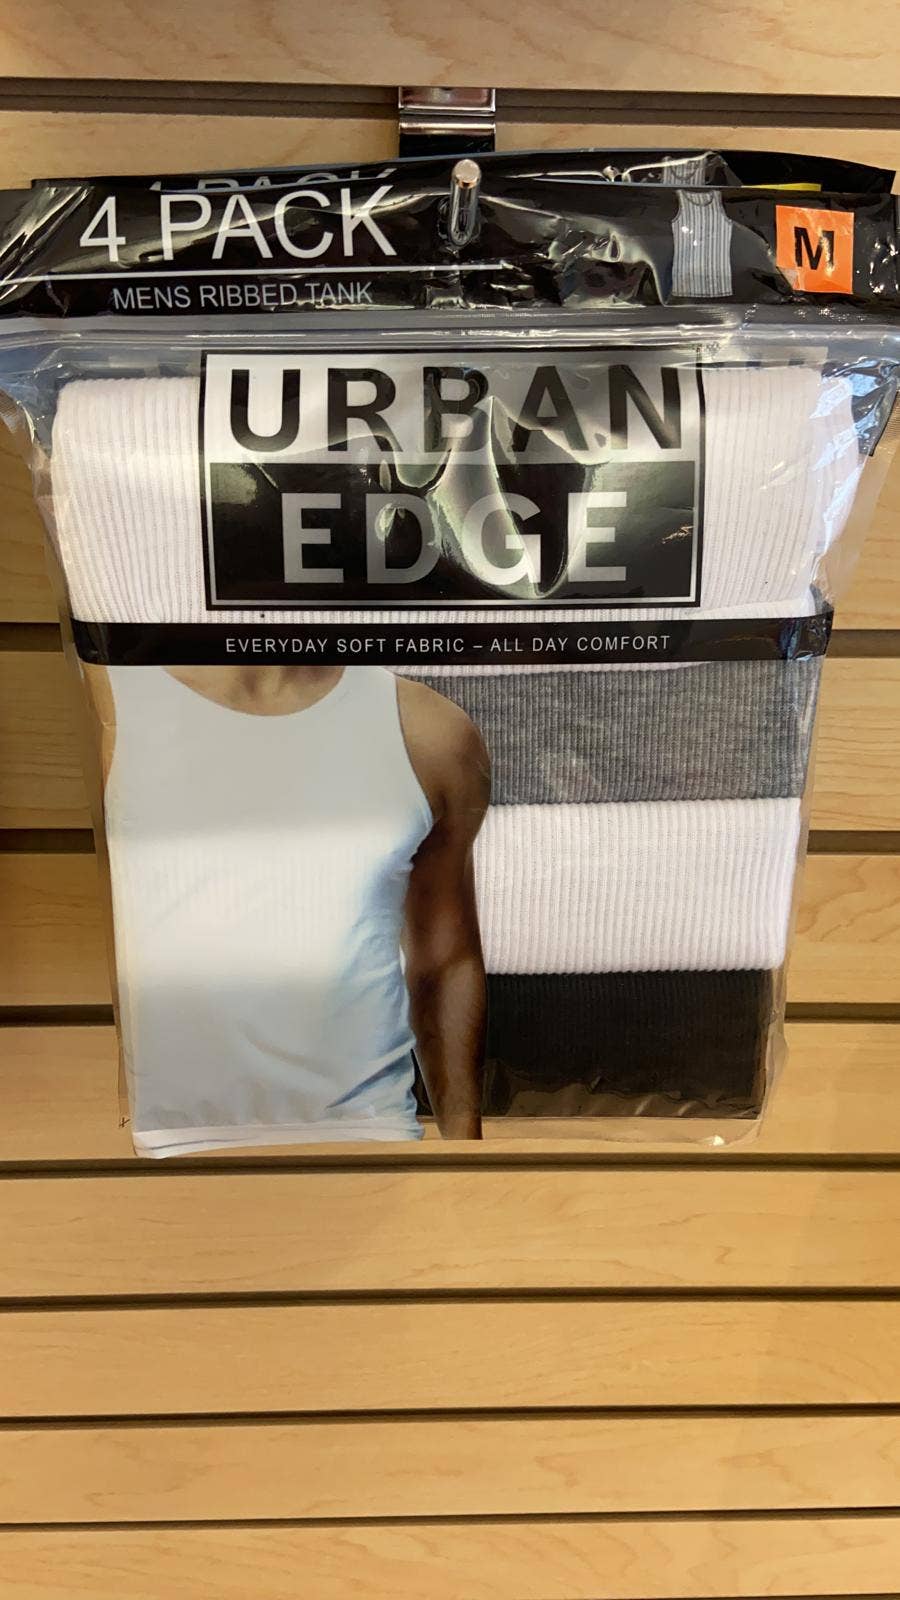 4 PACK
M
MENS RIBBED TANK
URBAN
EDGE
EVERYDAY SOFT FABRIC – ALL DAY COMFORT